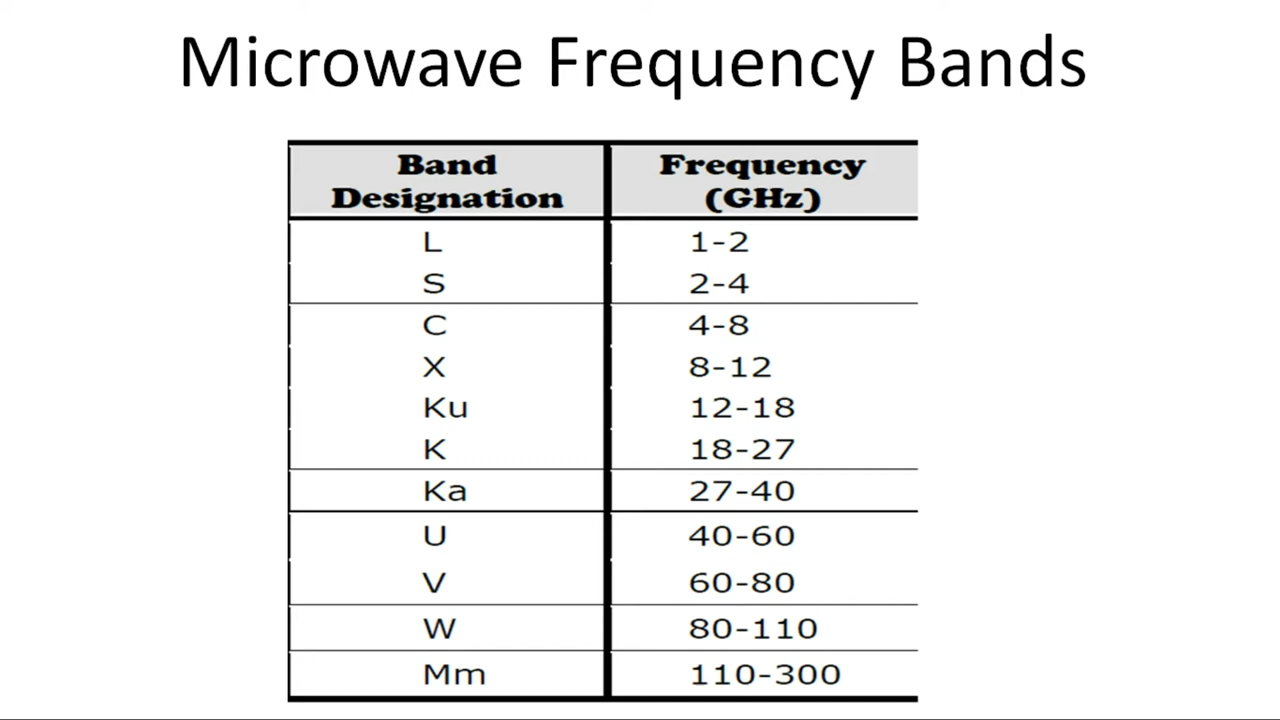 Microwave Frequency Bands
Band Designation Frequency (GHz)
L 1-2
S 2-4
C 4-8
X 8-12
Ku 12-18
K 18-27
Ka 27-40
U 40-60
V 60-80
W 80-110
Mm 110-300